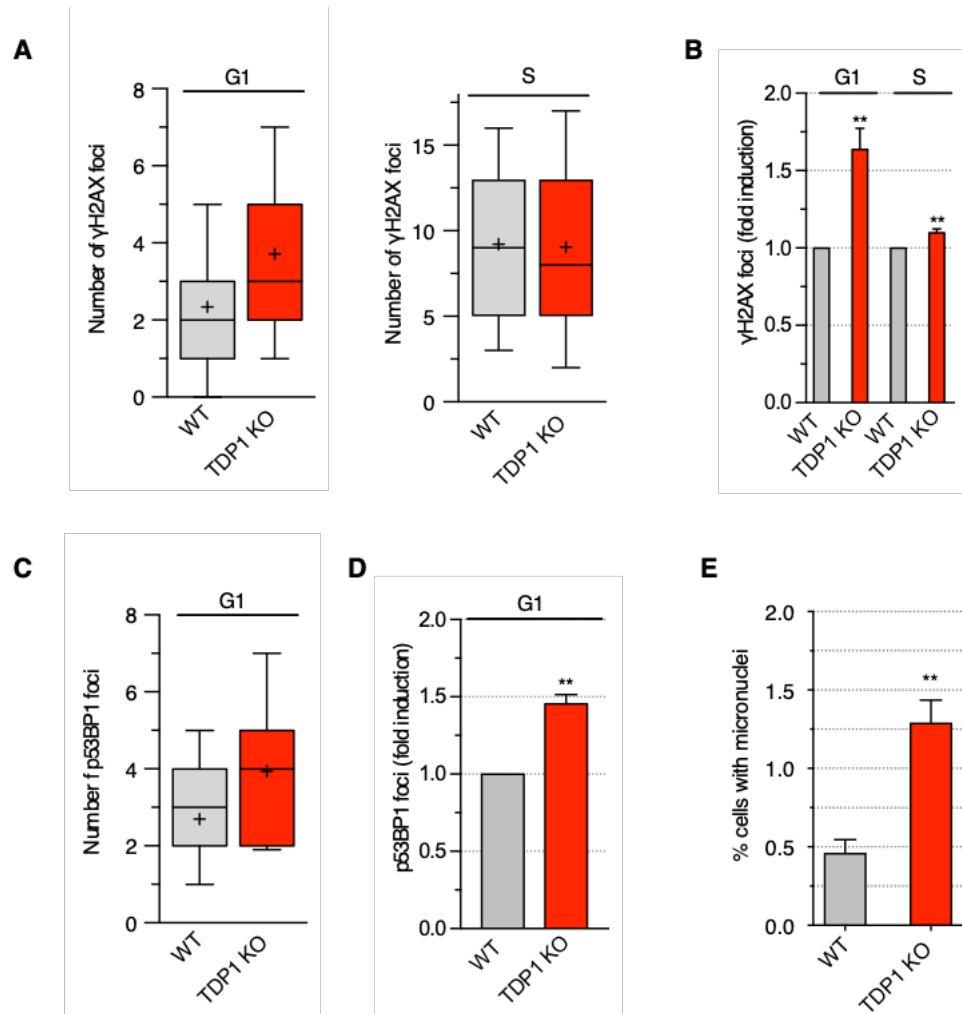 A
G1
Number of γH2AX foci
8
6
4
2
0
WT
TDP1 KO
S
Number of γH2AX foci
15
10
5
0
WT
TDP1 KO
B
G1 S
γH2AX foci (fold induction)
2.0
1.5
1.0
0.5
0.0
**
**
WT
TDP1 KO
WT
TDP1 KO
C
G1
Number f p53BP1 foci
8
6
4
2
0
WT
TDP1 KO
D
G1
p53BP1 foci (fold induction)
2.0
1.5
1.0
0.5
0.0
**
WT
TDP1 KO
E
% cells with micronuclei
2.0
1.5
1.0
0.5
0.0
**
WT
TDP1 KO